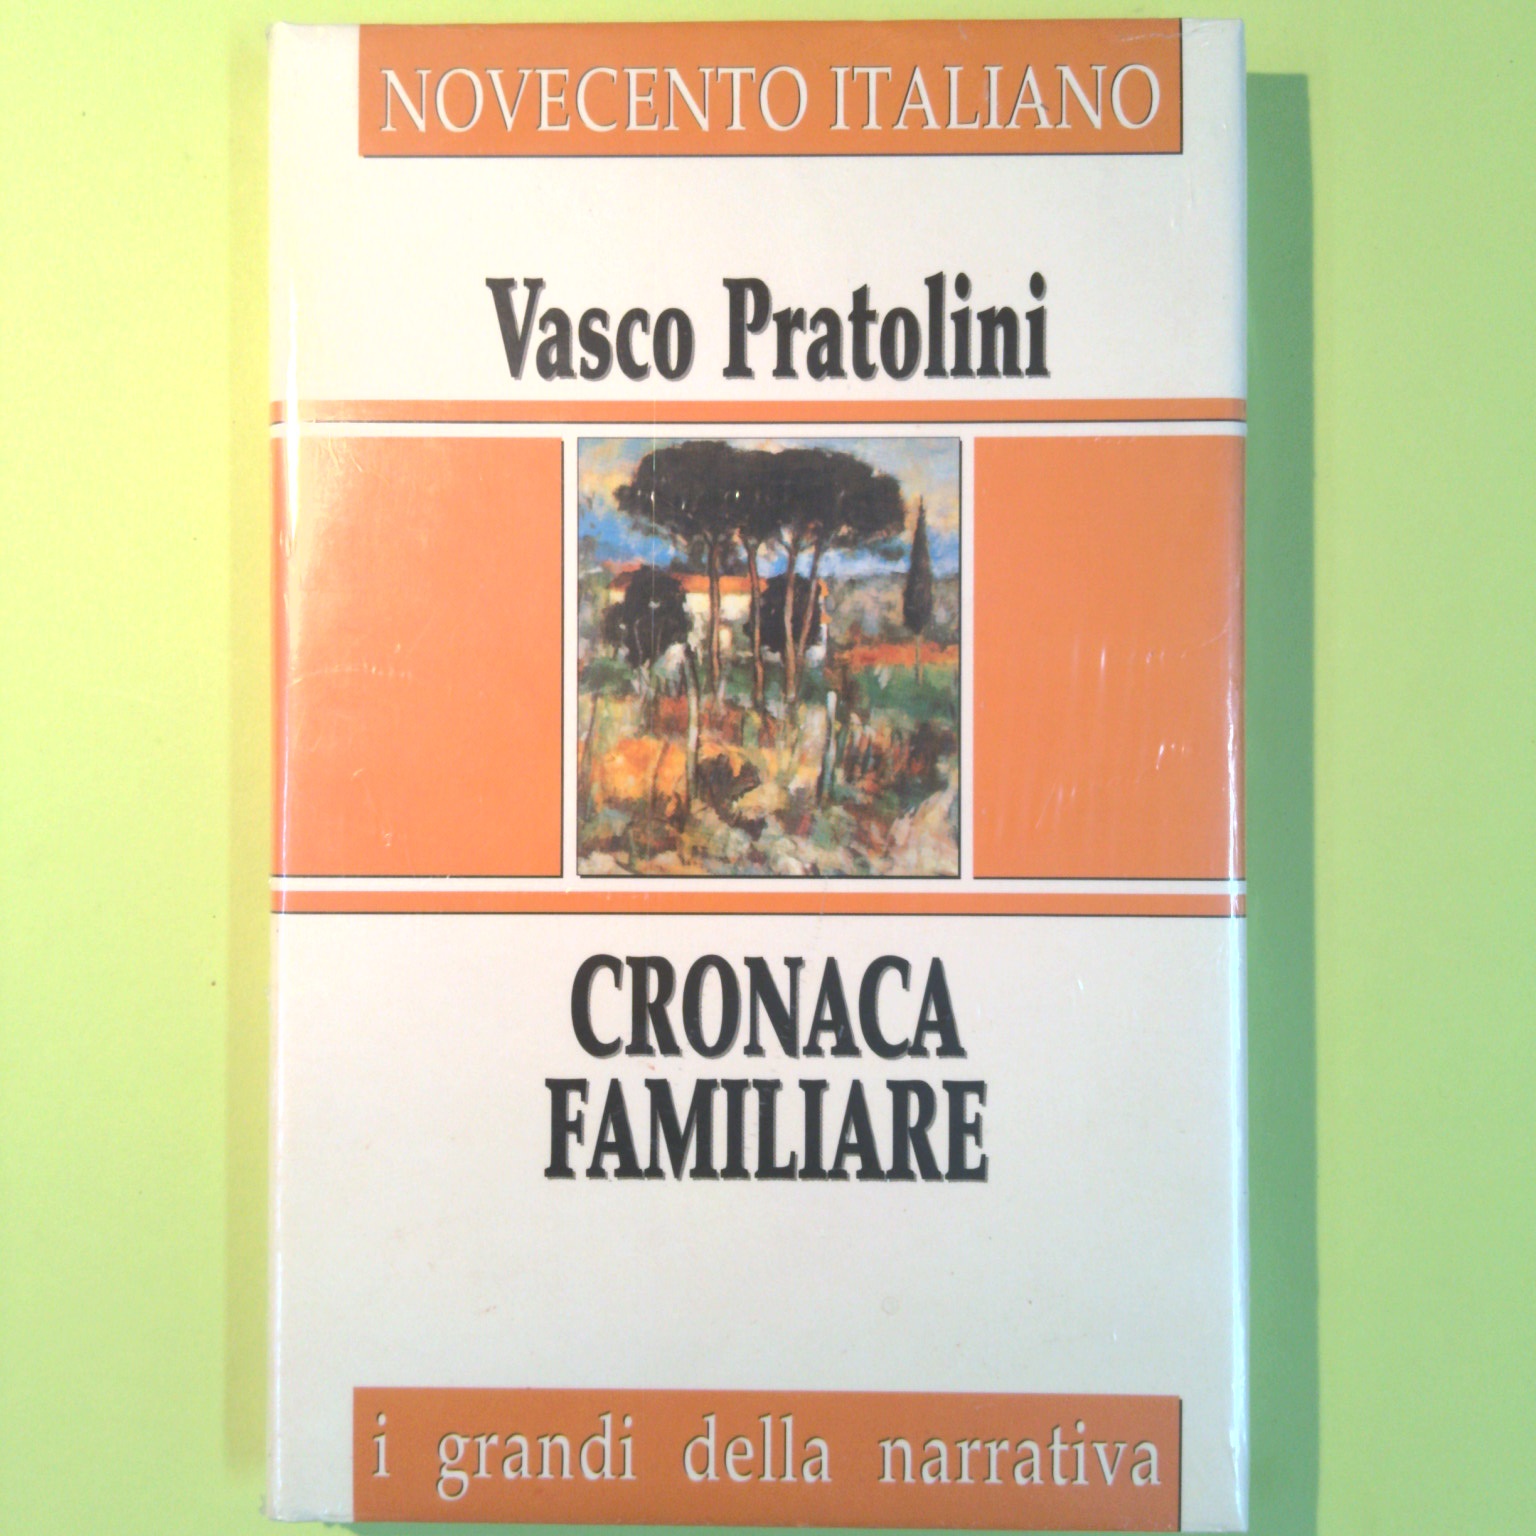 NOVECENTO ITALIANO
Vasco Pratolini
CRONACA
FAMILIARE
i grandi della narrativa